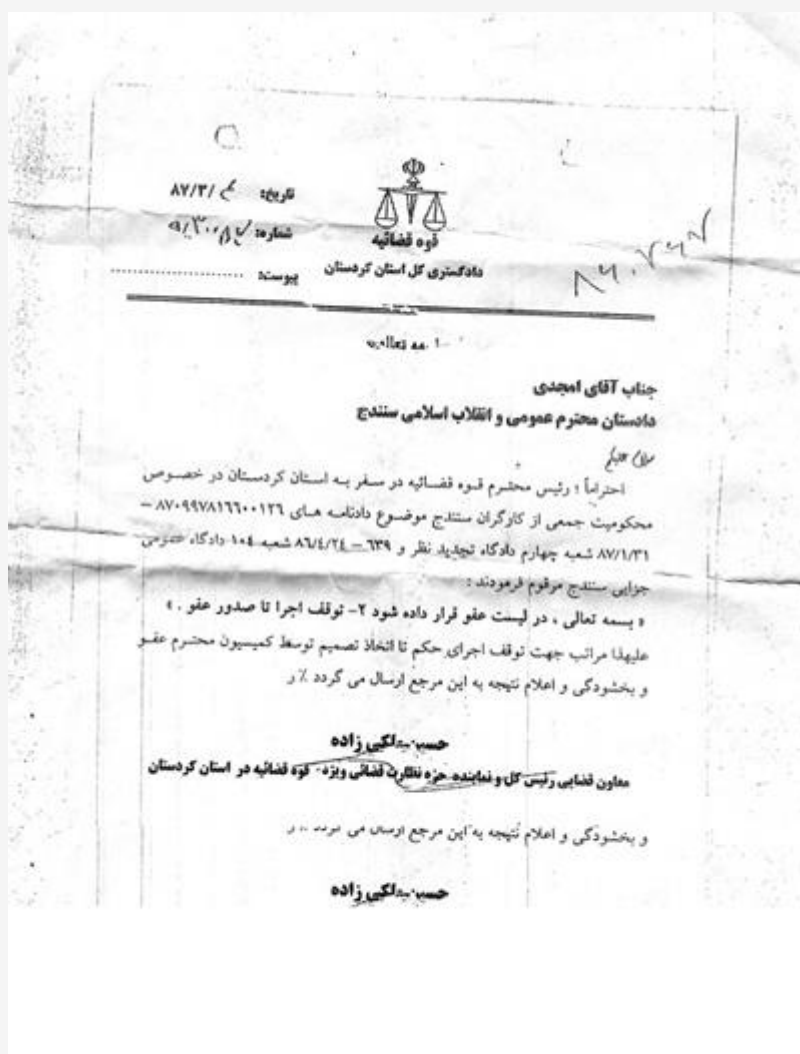 تاریخ: ۸۷/۳/
شماره:
پیوست: ......................
قوه قضائیه
دادگستری کل استان کردستان
جناب آقای امجدی
دادستان محترم عمومی و انقلاب اسلامی سنندج
احتراماً ؛ رئیس محترم قوه قضائیه در سفر به استان کردستان در خصوص
محکومیت جمعی از کارگران سنندج موضوع دادنامه های ۸۷۰۹۹۷۸۱۶۶۰۰۱۲۶ –
۸۷/۱/۳۱ شعبه چهارم دادگاه تجدید نظر و ۶۳۹ – ۸۶/۴/۲۴ شعبه ۱۰۴ دادگاه عمومی
جزایی سنندج مرقوم فرمودند :
« بسمه تعالی ، در لیست عفو قرار داده شود ۲- توقف اجرا تا صدور عفو . »
علیهذا مراتب جهت توقف اجرای حکم تا اتخاذ تصمیم توسط کمیسیون محترم عفو
و بخشودگی و اعلام نتیجه به این مرجع ارسال می گردد ٪ ر
معاون قضایی رئیس کل و نماینده حوزه نظارت قضائی ویژه قوه قضائیه در استان کردستان
و بخشودگی و اعلام نتیجه به این مرجع ارسال می